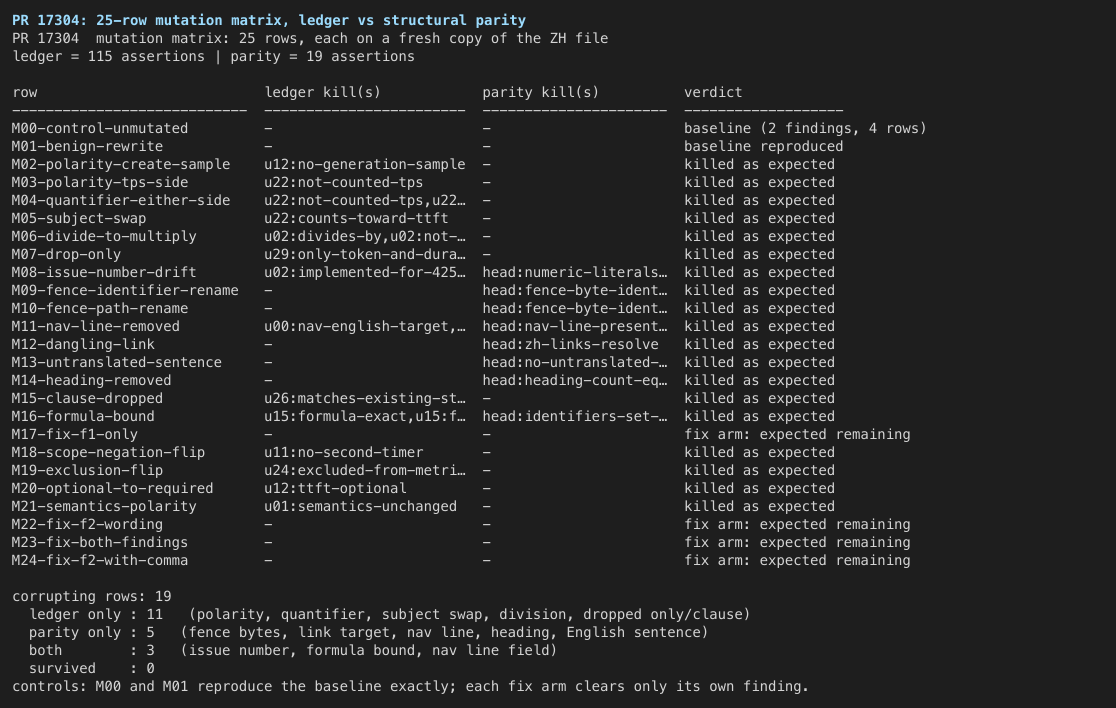 PR 17304: 25-row mutation matrix, ledger vs structural parity
PR 17304  mutation matrix: 25 rows, each on a fresh copy of the ZH file
ledger = 115 assertions | parity = 19 assertions
row ledger kill(s) parity kill(s) verdict
---------------------------- ------------------------ ---------------------- -------------------
M00-control-unmutated – – baseline (2 findings, 4 rows)
M01-benign-rewrite – – baseline reproduced
M02-polarity-create-sample u12:no-generation-sample – killed as expected
M03-polarity-tps-side u22:not-counted-tps – killed as expected
M04-quantifier-either-side u22:not-counted-tps,u22… – killed as expected
M05-subject-swap u22:counts-toward-ttft – killed as expected
M06-divide-to-multiply u02:divides-by,u02:not-… – killed as expected
M07-drop-only u29:only-token-and-dura… – killed as expected
M08-issue-number-drift u02:implemented-for-425… head:numeric-literals… killed as expected
M09-fence-identifier-rename – head:fence-byte-ident… killed as expected
M10-fence-path-rename – head:fence-byte-ident… killed as expected
M11-nav-line-removed u00:nav-english-target,… head:nav-line-present… killed as expected
M12-dangling-link – head:zh-links-resolve killed as expected
M13-untranslated-sentence – head:no-untranslated-… killed as expected
M14-heading-removed – head:heading-count-eq… killed as expected
M15-clause-dropped u26:matches-existing-st… – killed as expected
M16-formula-bound u15:formula-exact,u15:f… head:identifiers-set-… killed as expected
M17-fix-f1-only – – fix arm: expected remaining
M18-scope-negation-flip u11:no-second-timer – killed as expected
M19-exclusion-flip u24:excluded-from-metri… – killed as expected
M20-optional-to-required u12:ttft-optional – killed as expected
M21-semantics-polarity u01:semantics-unchanged – killed as expected
M22-fix-f2-wording – – fix arm: expected remaining
M23-fix-both-findings – – fix arm: expected remaining
M24-fix-f2-with-comma – – fix arm: expected remaining
corrupting rows: 19
ledger only : 11 (polarity, quantifier, subject swap, division, dropped only/clause)
parity only : 5 (fence bytes, link target, nav line, heading, English sentence)
both : 3 (issue number, formula bound, nav line field)
survived : 0
controls: M00 and M01 reproduce the baseline exactly; each fix arm clears only its own finding.